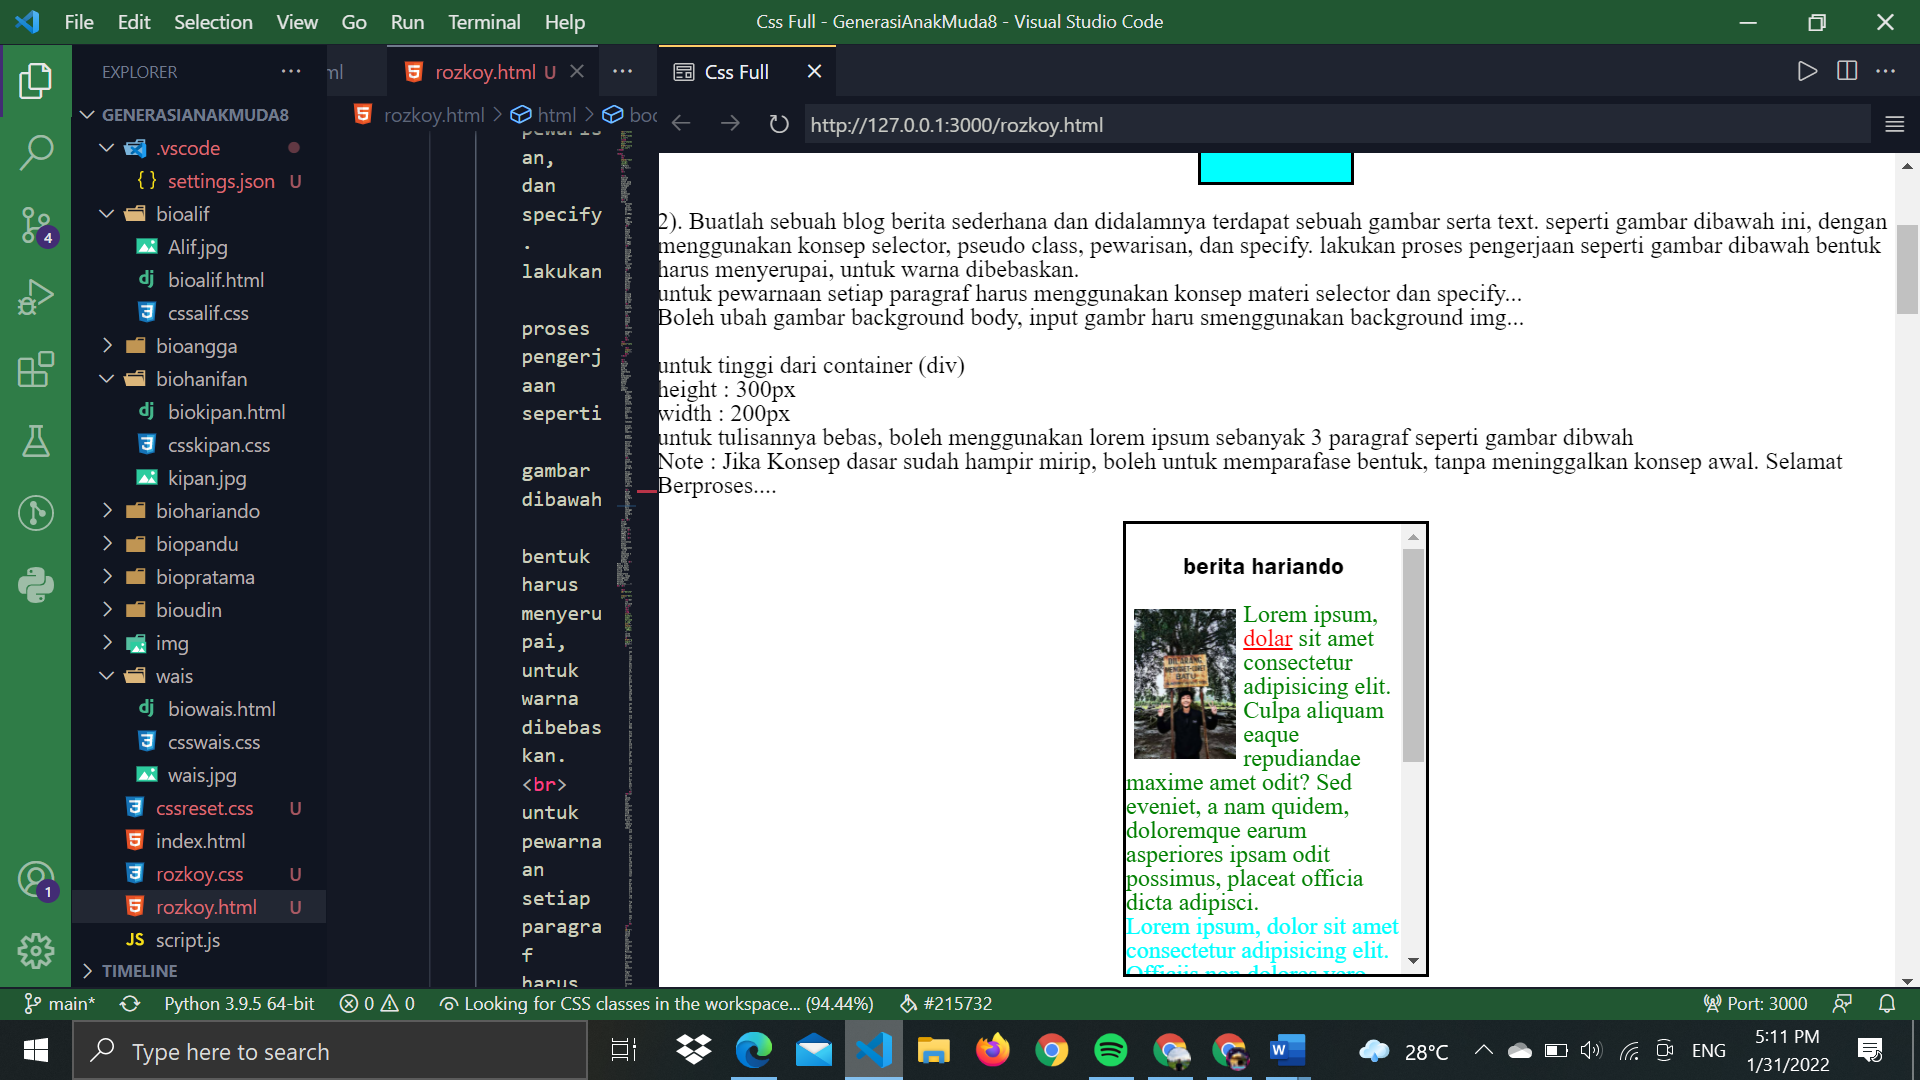 File Edit Selection View Go Run Terminal Help
Css Full - GenerasiAnakMuda8 - Visual Studio Code
EXPLORER
GENERASIANAKMUDA8
.vscode
settings.json U
bioalif
Alif.jpg
bioalif.html
cssalif.css
bioangga
biohanifan
biokipan.html
csskipan.css
kipan.jpg
biohariando
biopandu
biopratama
bioudin
img
wais
biowais.html
csswais.css
wais.jpg
cssreset.css U
index.html
rozkoy.css U
rozkoy.html U
script.js
TIMELINE
4
1
ml
rozkoy.html U
rozkoy.html > html > boc
pewaris
an,
dan
specify
.
lakukan
proses
pengerj
aan
seperti
gambar
dibawah
bentuk
harus
menyeru
pai,
untuk
warna
dibebas
kan.
<br>
untuk
pewarna
an
setiap
paragra
f
harus
Css Full
http://127.0.0.1:3000/rozkoy.html
2). Buatlah sebuah blog berita sederhana dan didalamnya terdapat sebuah gambar serta text. seperti gambar dibawah ini, dengan
menggunakan konsep selector, pseudo class, pewarisan, dan specify. lakukan proses pengerjaan seperti gambar dibawah bentuk
harus menyerupai, untuk warna dibebaskan.
untuk pewarnaan setiap paragraf harus menggunakan konsep materi selector dan specify...
Boleh ubah gambar background body, input gambr haru smenggunakan background img...
untuk tinggi dari container (div)
height : 300px
width : 200px
untuk tulisannya bebas, boleh menggunakan lorem ipsum sebanyak 3 paragraf seperti gambar dibwah
Note : Jika Konsep dasar sudah hampir mirip, boleh untuk memparafase bentuk, tanpa meninggalkan konsep awal. Selamat
Berproses....
berita hariando
DILARANG
BATU
Lorem ipsum,
dolar sit amet
consectetur
adipisicing elit.
Culpa aliquam
eaque
repudiandae
maxime amet odit? Sed
eveniet, a nam quidem,
doloremque earum
asperiores ipsam odit
possimus, placeat officia
dicta adipisci.
Lorem ipsum, dolor sit amet
consectetur adipisicing elit.
Officiis non dolores vero
main* Python 3.9.5 64-bit 0 0 Looking for CSS classes in the workspace... (94.44%) #215732 Port: 3000
Type here to search
28°C ENG
5:11 PM
1/31/2022